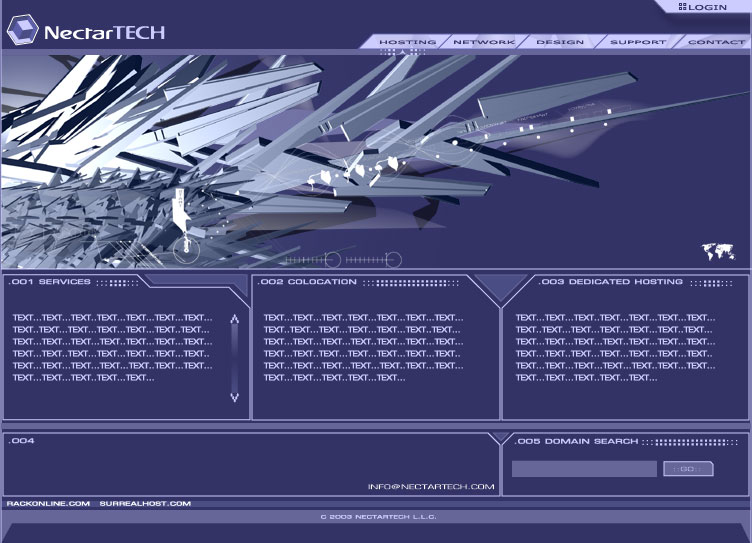 LOGIN
NectarTECH
HOSTING NETWORK DESIGN SUPPORT CONTACT
.001 SERVICES
TEXT...TEXT...TEXT...TEXT...TEXT...TEXT...TEXT...
TEXT...TEXT..TEXT...TEXT...TEXT...TEXT...TEXT..
TEXT...TEXT...TEXT..TEXT...TEXT...TEXT...TEXT...
TEXT...TEXT...TEXT...TEXT..TEXT...TEXT...TEXT..
TEXT...TEXT...TEXT...TEXT..TEXT...TEXT...TEXT...
TEXT...TEXT...TEXT..TEXT...TEXT...
.002 COLOCATION
TEXT...TEXT...TEXT...TEXT...TEXT...TEXT...TEXT...
TEXT...TEXT..TEXT...TEXT...TEXT...TEXT...TEXT..
TEXT...TEXT...TEXT..TEXT...TEXT...TEXT...TEXT...
TEXT...TEXT...TEXT...TEXT..TEXT...TEXT...TEXT..
TEXT...TEXT...TEXT...TEXT..TEXT...TEXT...TEXT...
TEXT...TEXT...TEXT..TEXT...TEXT...
.003 DEDICATED HOSTING
TEXT...TEXT...TEXT...TEXT...TEXT...TEXT...TEXT...
TEXT...TEXT..TEXT...TEXT...TEXT...TEXT...TEXT..
TEXT...TEXT...TEXT..TEXT...TEXT...TEXT...TEXT...
TEXT...TEXT...TEXT...TEXT..TEXT...TEXT...TEXT..
TEXT...TEXT...TEXT...TEXT..TEXT...TEXT...TEXT...
TEXT...TEXT...TEXT..TEXT...TEXT...
.004
INFO@NECTARTECH.COM
.005 DOMAIN SEARCH
::GO::
RACKONLINE.COM SURREALHOST.COM
© 2003 NECTARTECH L.L.C.